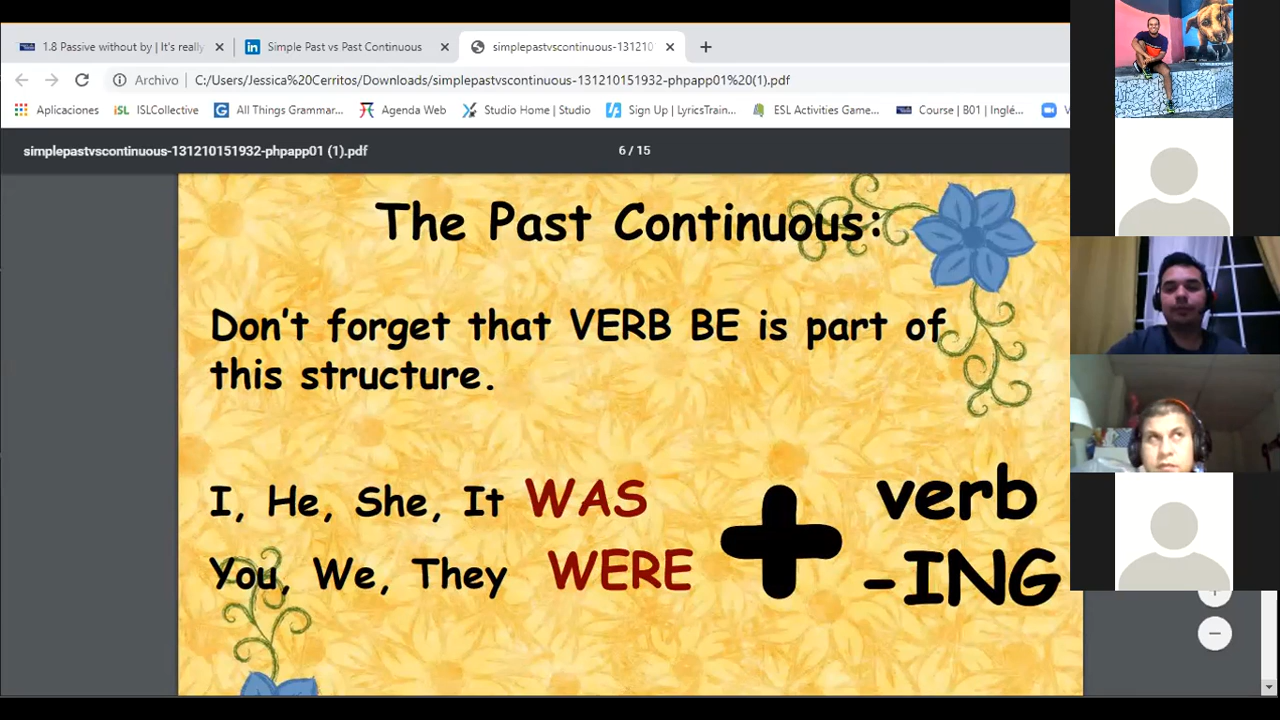 1.8 Passive without by | It's really
Simple Past vs Past Continuous
simplepastvscontinuous-13121015
Archivo
C:/Users/Jessica%20Cerritos/Downloads/simplepastvscontinuous-131210151932-phpapp01%20(1).pdf
Aplicaciones
iSL ISLCollective
G All Things Grammar...
Agenda Web
Studio Home | Studio
Sign Up | LyricsTrain...
ESL Activities Game...
Course | B01 | Inglé...
simplepastvscontinuous-131210151932-phpapp01 (1).pdf
6 / 15
The Past Continuous:
Don't forget that VERB BE is part of
this structure.
I, He, She, It WAS
You, We, They WERE
+
verb
-ING